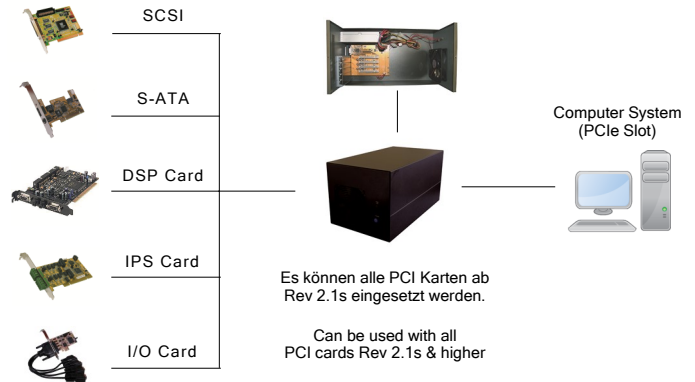 SCSI
S-ATA
DSP Card
IPS Card
I/O Card
Computer System
(PCIe Slot)
Es können alle PCI Karten ab
Rev 2.1s eingesetzt werden.
Can be used with all
PCI cards Rev 2.1s & higher